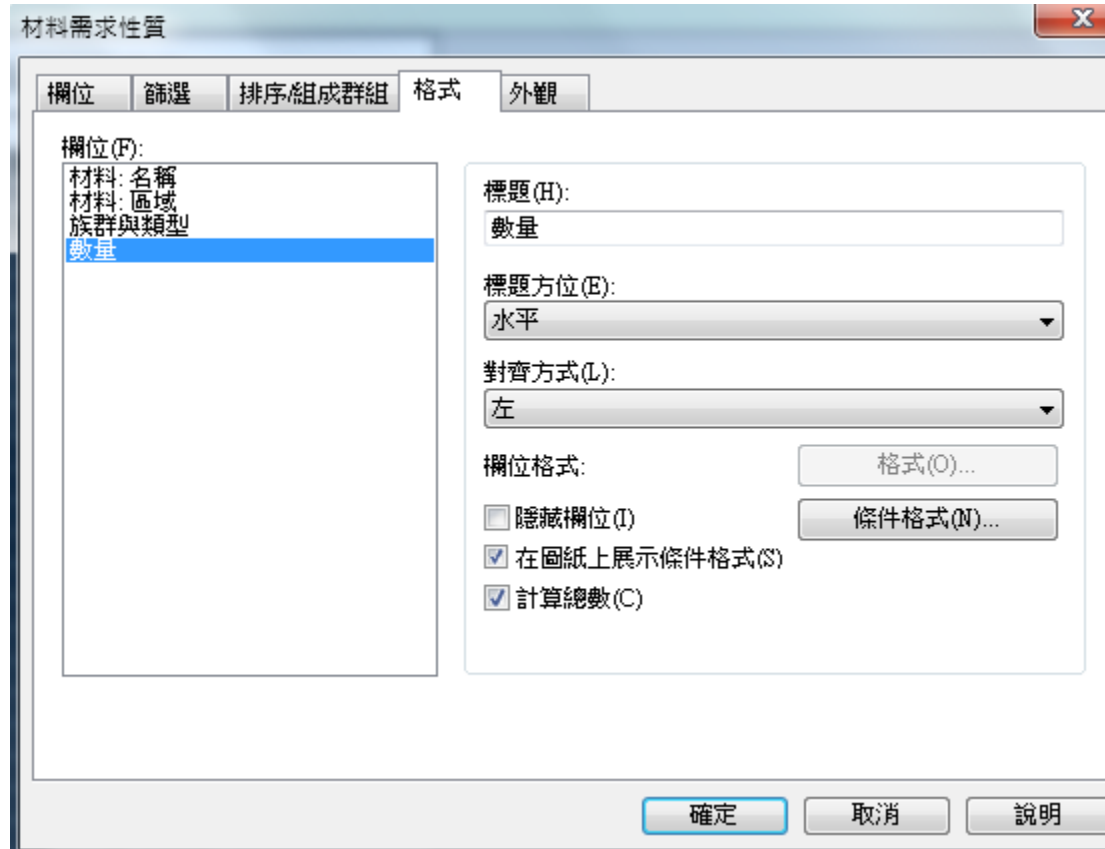 材料需求性質
欄位 篩選 排序/組成群組 格式 外觀
欄位(F):
材料: 名稱
材料: 區域
族群與類型
數量
標題(H):
數量
標題方位(E):
水平
對齊方式(L):
左
欄位格式: 格式(O)...
隱藏欄位(I) 條件格式(N)...
在圖紙上展示條件格式(S)
計算總數(C)
確定 取消 說明